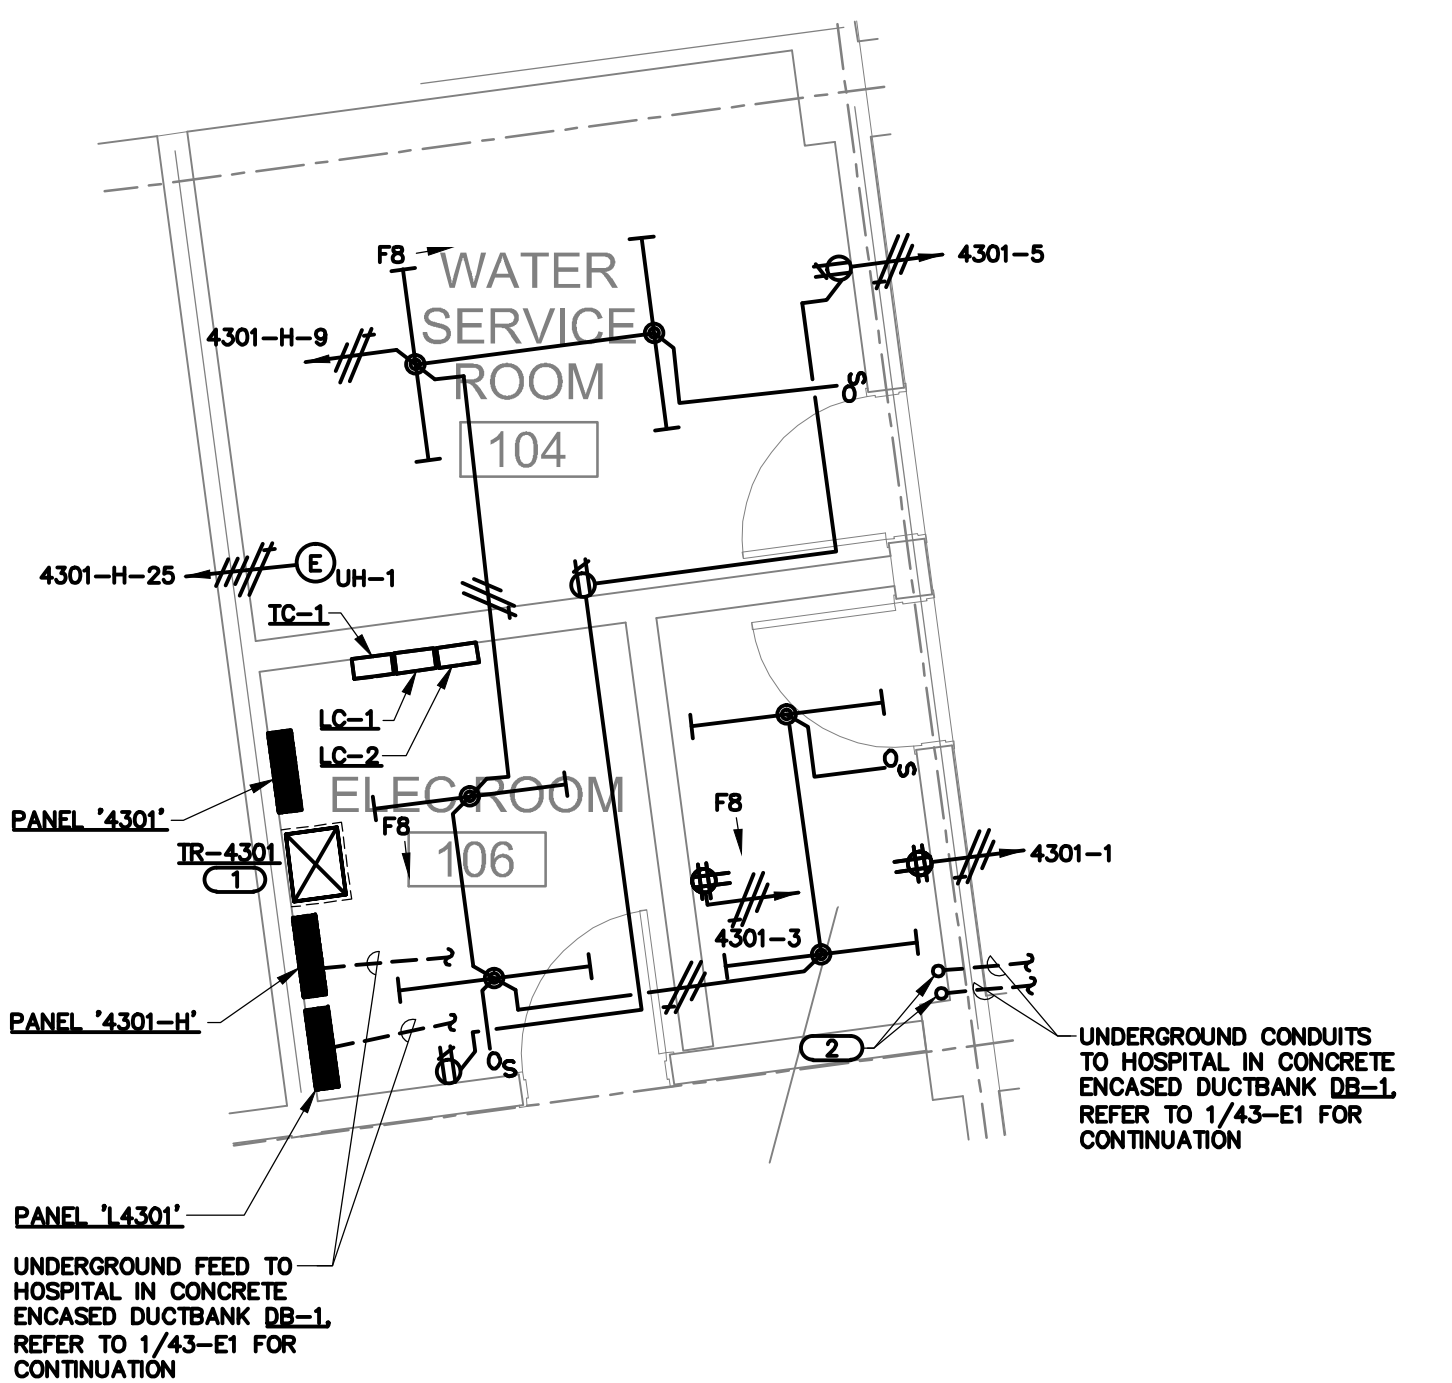 F8
WATER
SERVICE
ROOM
104
4301-5
4301-H-9
S
E
UH-1
4301-H-25
TC-1
LC-1
LC-2
ELEC ROOM
106
F8
S
F8
PANEL '4301'
TR-4301
1
4301-1
4301-3
PANEL '4301-H'
S
2
UNDERGROUND CONDUITS
TO HOSPITAL IN CONCRETE
ENCASED DUCTBANK DB-1,
REFER TO 1/43-E1 FOR
CONTINUATION
PANEL 'L4301'
UNDERGROUND FEED TO
HOSPITAL IN CONCRETE
ENCASED DUCTBANK DB-1,
REFER TO 1/43-E1 FOR
CONTINUATION